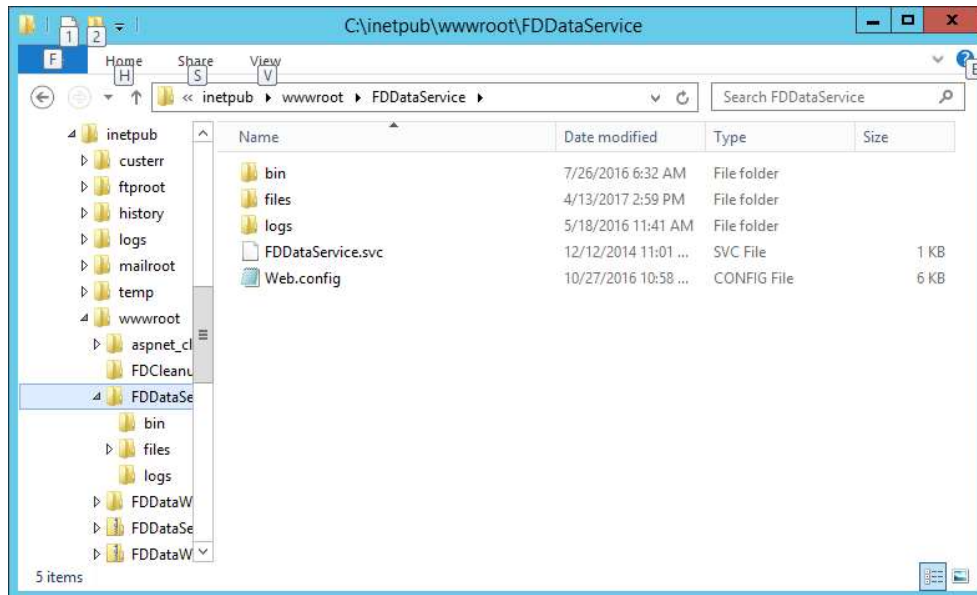 C:\inetpub\wwwroot\FDDataService
1 2
F Home Share View
H S V E
« inetpub wwwroot FDDataService Search FDDataService
inetpub
custerr
ftproot
history
logs
mailroot
temp
wwwroot
aspnet_cl
FDCleanu
FDDataSe
bin
files
logs
FDDataW
FDDataSe
FDDataW
Name Date modified Type Size
bin 7/26/2016 6:32 AM File folder
files 4/13/2017 2:59 PM File folder
logs 5/18/2016 11:41 AM File folder
FDDataService.svc 12/12/2014 11:01 ... SVC File 1 KB
Web.config 10/27/2016 10:58 ... CONFIG File 6 KB
5 items